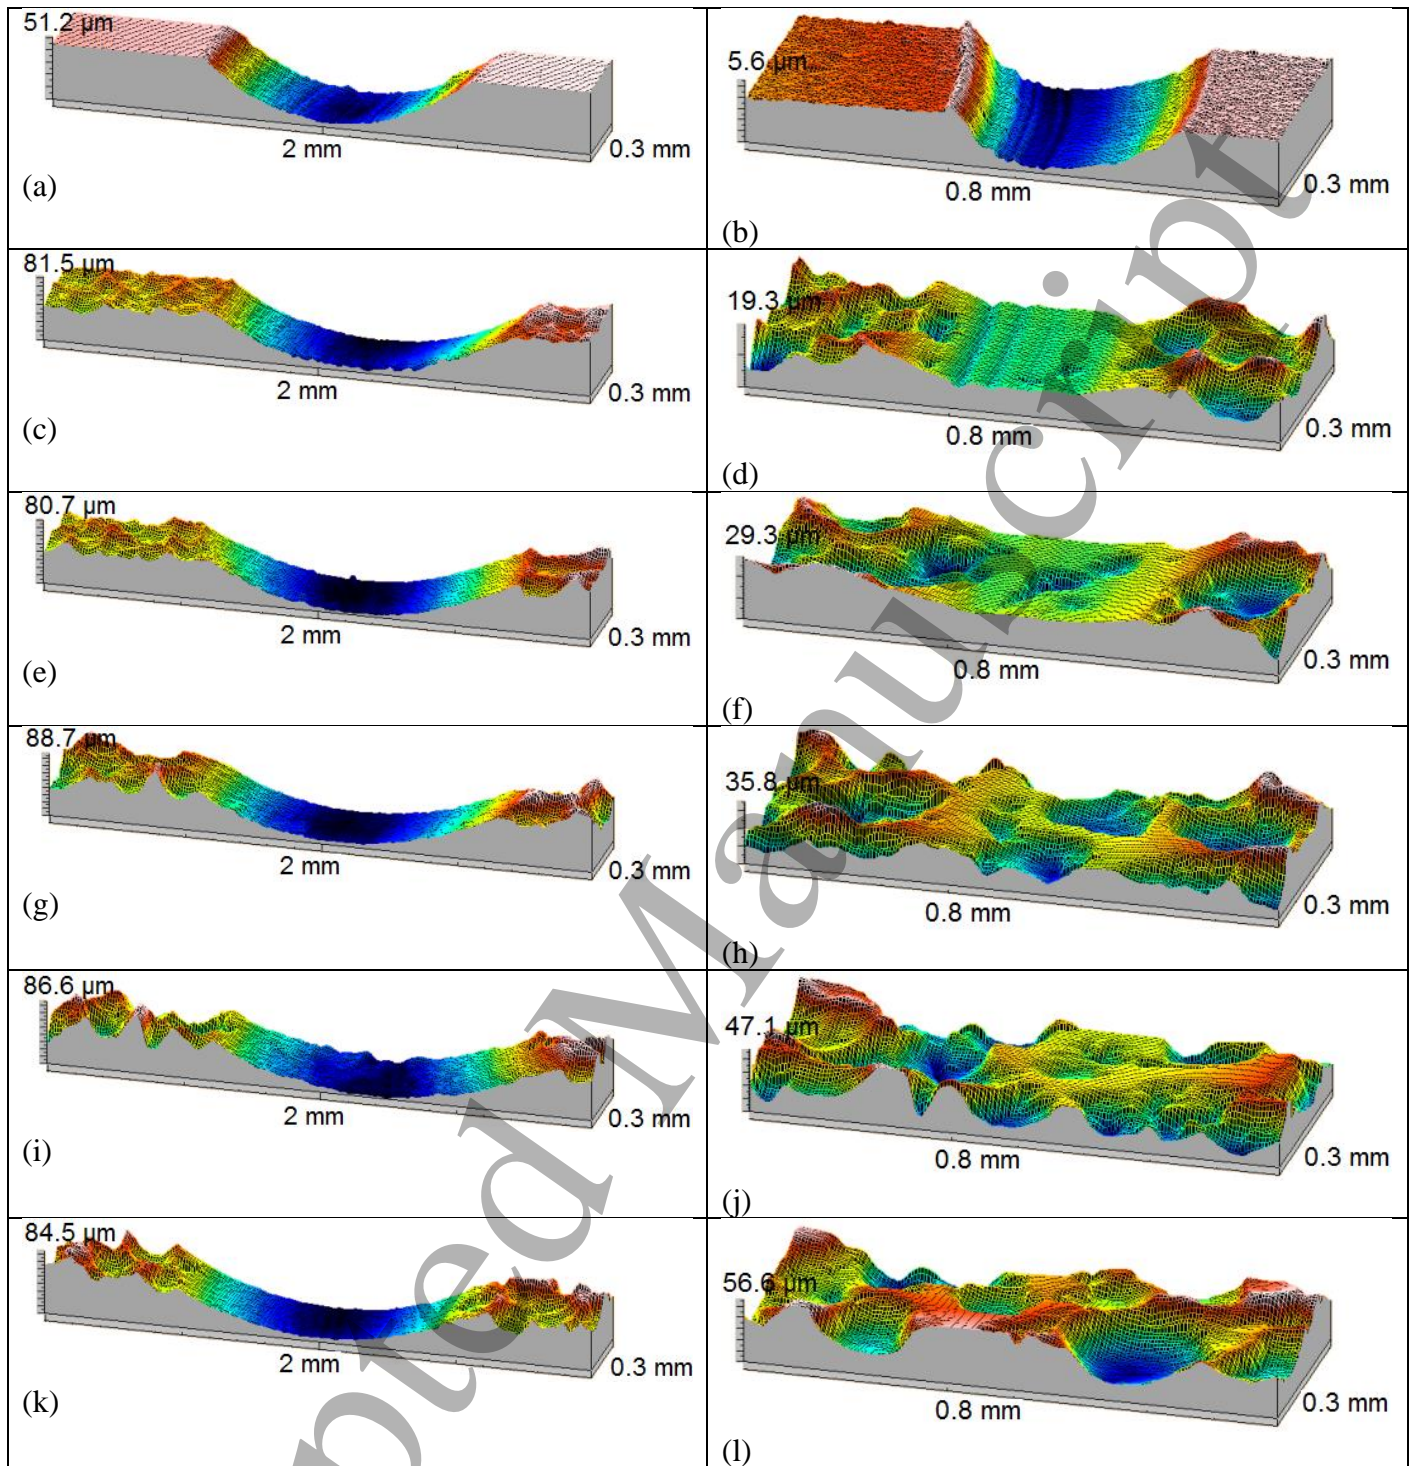 51.2 µm
2 mm
0.3 mm
(a)
5.6 µm
0.8 mm
0.3 mm
(b)
81.5 µm
2 mm
0.3 mm
(c)
19.3 µm
0.8 mm
0.3 mm
(d)
80.7 µm
2 mm
0.3 mm
(e)
29.3 µm
0.8 mm
0.3 mm
(f)
88.7 µm
2 mm
0.3 mm
(g)
35.8 µm
0.8 mm
0.3 mm
(h)
86.6 µm
2 mm
0.3 mm
(i)
47.1 µm
0.8 mm
0.3 mm
(j)
84.5 µm
2 mm
0.3 mm
(k)
56.6 µm
0.8 mm
0.3 mm
(l)
pted Manuscript